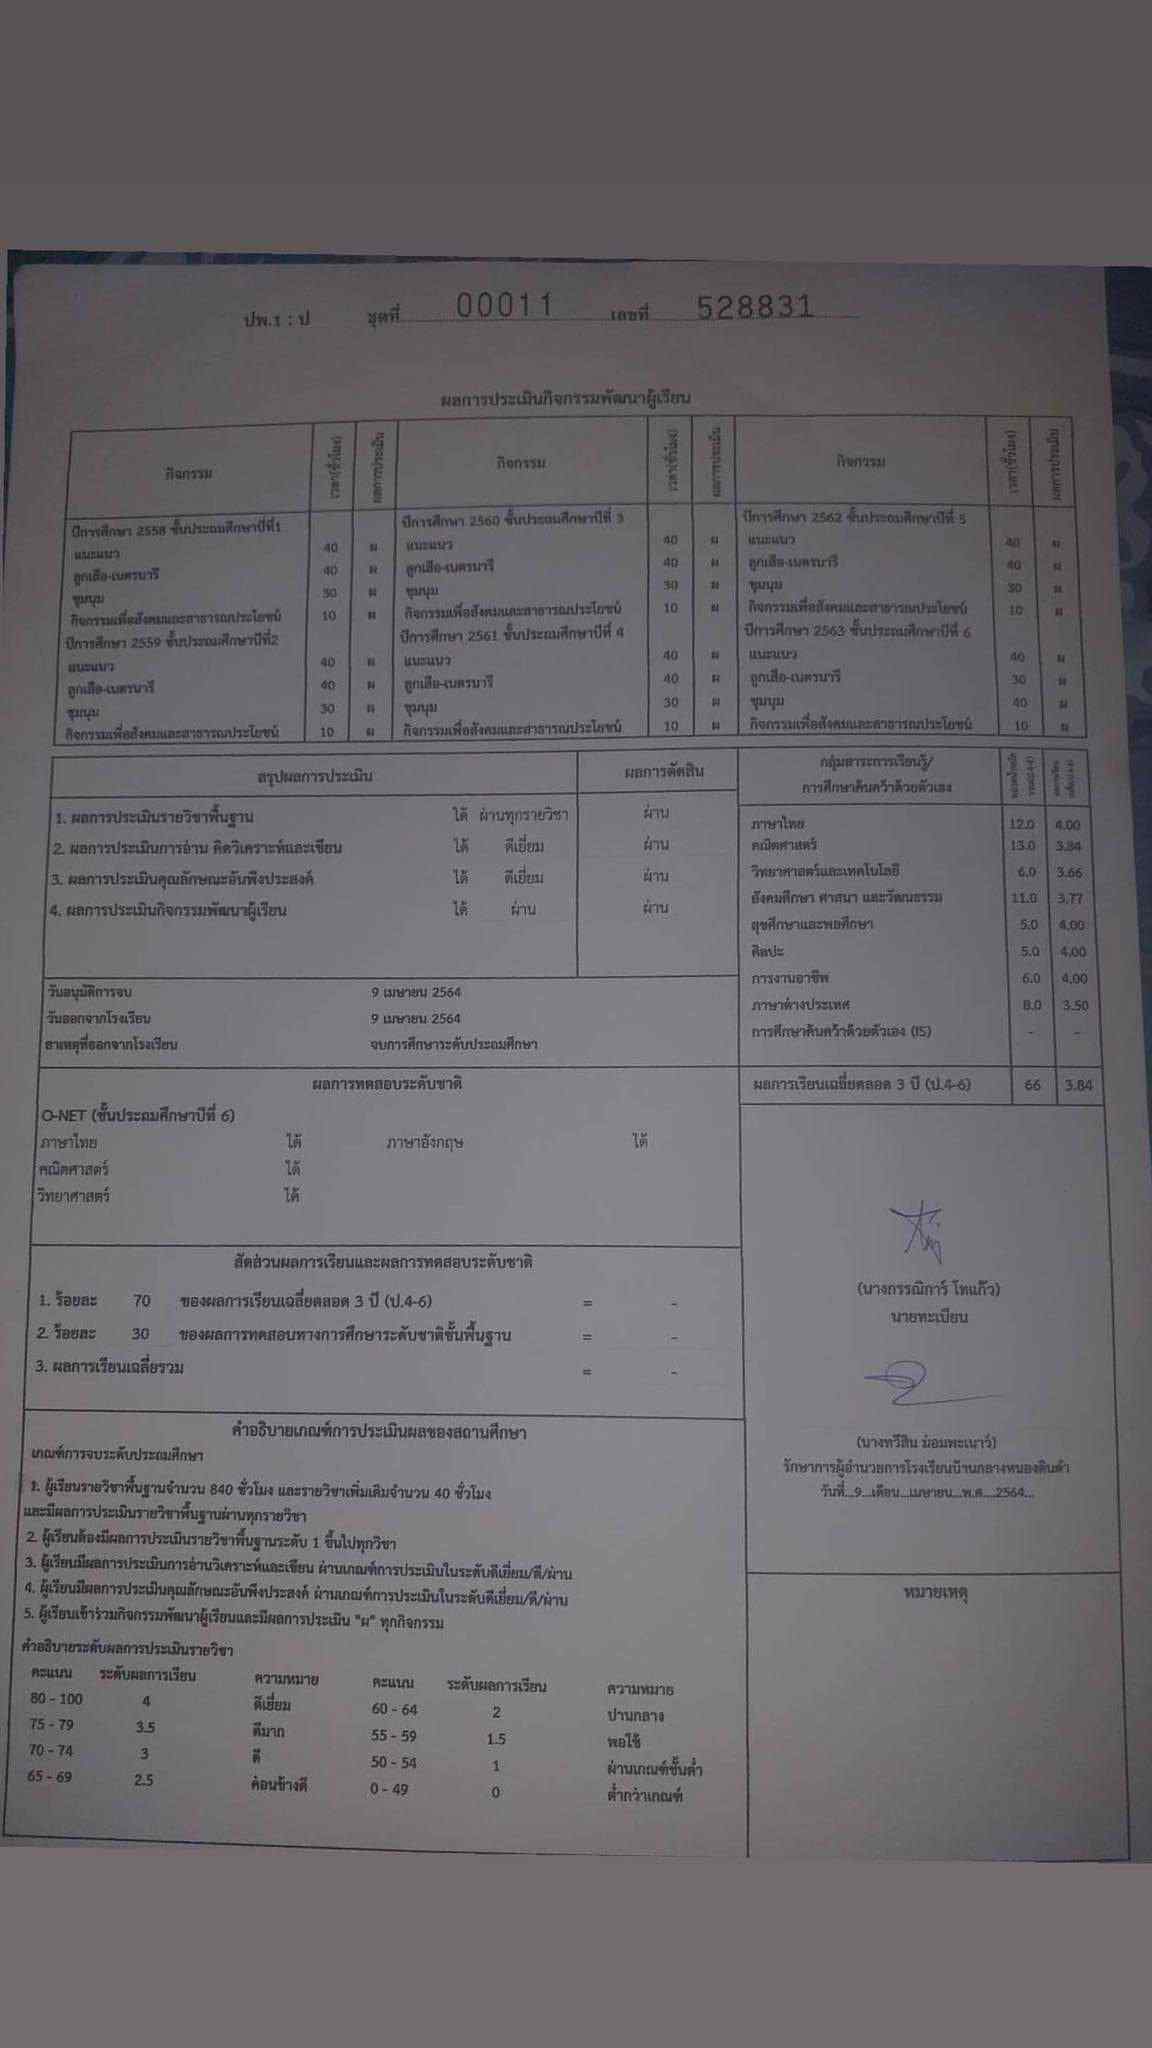 ปพ.1 : ป ชุดที่ 00011 เลขที่ 528831
ผลการประเมินกิจกรรมพัฒนาผู้เรียน
กิจกรรม เวลา(ชั่วโมง) ผลการประเมิน กิจกรรม เวลา(ชั่วโมง) ผลการประเมิน กิจกรรม เวลา(ชั่วโมง) ผลการประเมิน
ปีการศึกษา 2558 ชั้นประถมศึกษาปีที่1 ปีการศึกษา 2560 ชั้นประถมศึกษาปีที่ 3 ปีการศึกษา 2562 ชั้นประถมศึกษาปีที่ 5
แนะแนว 40 ผ แนะแนว 40 ผ แนะแนว 40 ผ
ลูกเสือ-เนตรนารี 40 ผ ลูกเสือ-เนตรนารี 40 ผ ลูกเสือ-เนตรนารี 40 ผ
ชุมนุม 30 ผ ชุมนุม 30 ผ ชุมนุม 30 ผ
กิจกรรมเพื่อสังคมและสาธารณประโยชน์ 10 ผ กิจกรรมเพื่อสังคมและสาธารณประโยชน์ 10 ผ กิจกรรมเพื่อสังคมและสาธารณประโยชน์ 10 ผ
ปีการศึกษา 2559 ชั้นประถมศึกษาปีที่2 ปีการศึกษา 2561 ชั้นประถมศึกษาปีที่ 4 ปีการศึกษา 2563 ชั้นประถมศึกษาปีที่ 6
แนะแนว 40 ผ แนะแนว 40 ผ แนะแนว 40 ผ
ลูกเสือ-เนตรนารี 40 ผ ลูกเสือ-เนตรนารี 40 ผ ลูกเสือ-เนตรนารี 30 ผ
ชุมนุม 30 ผ ชุมนุม 30 ผ ชุมนุม 40 ผ
กิจกรรมเพื่อสังคมและสาธารณประโยชน์ 10 ผ กิจกรรมเพื่อสังคมและสาธารณประโยชน์ 10 ผ กิจกรรมเพื่อสังคมและสาธารณประโยชน์ 10 ผ
สรุปผลการประเมิน ผลการตัดสิน
1. ผลการประเมินรายวิชาพื้นฐาน ได้ ผ่านทุกรายวิชา ผ่าน
2. ผลการประเมินการอ่าน คิดวิเคราะห์และเขียน ได้ ดีเยี่ยม ผ่าน
3. ผลการประเมินคุณลักษณะอันพึงประสงค์ ได้ ดีเยี่ยม ผ่าน
4. ผลการประเมินกิจกรรมพัฒนาผู้เรียน ได้ ผ่าน ผ่าน
วันอนุมัติการจบ 9 เมษายน 2564
วันออกจากโรงเรียน 9 เมษายน 2564
สาเหตุที่ออกจากโรงเรียน จบการศึกษาระดับประถมศึกษา
กลุ่มสาระการเรียนรู้/
การศึกษาค้นคว้าด้วยตัวเอง
ภาษาไทย 12.0 4.00
คณิตศาสตร์ 13.0 3.84
วิทยาศาสตร์และเทคโนโลยี 6.0 3.66
สังคมศึกษา ศาสนา และวัฒนธรรม 11.0 3.77
สุขศึกษาและพลศึกษา 5.0 4.00
ศิลปะ 5.0 4.00
การงานอาชีพ 6.0 4.00
ภาษาต่างประเทศ 8.0 3.50
การศึกษาค้นคว้าด้วยตัวเอง (IS) - -
ผลการเรียนเฉลี่ยตลอด 3 ปี (ป.4-6) 66 3.84
ผลการทดสอบระดับชาติ
O-NET (ชั้นประถมศึกษาปีที่ 6)
ภาษาไทย ได้ ภาษาอังกฤษ ได้
คณิตศาสตร์ ได้
วิทยาศาสตร์ ได้
สัดส่วนผลการเรียนและผลการทดสอบระดับชาติ
1. ร้อยละ 70 ของผลการเรียนเฉลี่ยตลอด 3 ปี (ป.4-6) = -
2. ร้อยละ 30 ของผลการทดสอบทางการศึกษาระดับชาติขั้นพื้นฐาน = -
3. ผลการเรียนเฉลี่ยรวม = -
(นางกรรณิการ์ โทแก้ว)
นายทะเบียน
(นางทวีสิน ม่อมพะเนาว์)
รักษาการผู้อำนวยการโรงเรียนบ้านกลางหนองดินดำ
วันที่...9...เดือน...เมษายน...พ.ศ....2564...
หมายเหตุ
คำอธิบายเกณฑ์การประเมินผลของสถานศึกษา
เกณฑ์การจบระดับประถมศึกษา
1. ผู้เรียนรายวิชาพื้นฐานจำนวน 840 ชั่วโมง และรายวิชาเพิ่มเติมจำนวน 40 ชั่วโมง
และมีผลการประเมินรายวิชาพื้นฐานผ่านทุกรายวิชา
2. ผู้เรียนต้องมีผลการประเมินรายวิชาพื้นฐานระดับ 1 ขึ้นไปทุกวิชา
3. ผู้เรียนมีผลการประเมินการอ่านวิเคราะห์และเขียน ผ่านเกณฑ์การประเมินในระดับดีเยี่ยม/ดี/ผ่าน
4. ผู้เรียนมีผลการประเมินคุณลักษณะอันพึงประสงค์ ผ่านเกณฑ์การประเมินในระดับดีเยี่ยม/ดี/ผ่าน
5. ผู้เรียนเข้าร่วมกิจกรรมพัฒนาผู้เรียนและมีผลการประเมิน "ผ" ทุกกิจกรรม
คำอธิบายระดับผลการประเมินรายวิชา
คะแนน ระดับผลการเรียน ความหมาย คะแนน ระดับผลการเรียน ความหมาย
80 - 100 4 ดีเยี่ยม 60 - 64 2 ปานกลาง
75 - 79 3.5 ดีมาก 55 - 59 1.5 พอใช้
70 - 74 3 ดี 50 - 54 1 ผ่านเกณฑ์ขั้นต่ำ
65 - 69 2.5 ค่อนข้างดี 0 - 49 0 ต่ำกว่าเกณฑ์